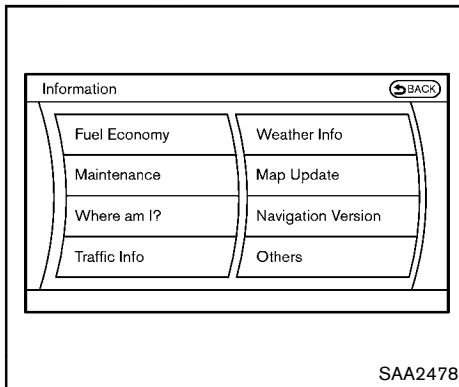 Information
BACK
Fuel Economy
Weather Info
Maintenance
Map Update
Where am I?
Navigation Version
Traffic Info
Others
SAA2478